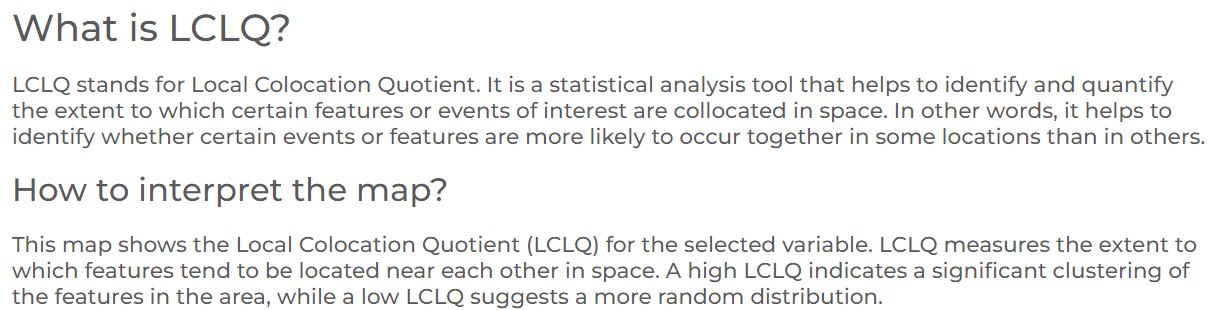 What is LCLQ?
LCLQ stands for Local Colocation Quotient. It is a statistical analysis tool that helps to identify and quantify
the extent to which certain features or events of interest are collocated in space. In other words, it helps to
identify whether certain events or features are more likely to occur together in some locations than in others.
How to interpret the map?
This map shows the Local Colocation Quotient (LCLQ) for the selected variable. LCLQ measures the extent to
which features tend to be located near each other in space. A high LCLQ indicates a significant clustering of
the features in the area, while a low LCLQ suggests a more random distribution.